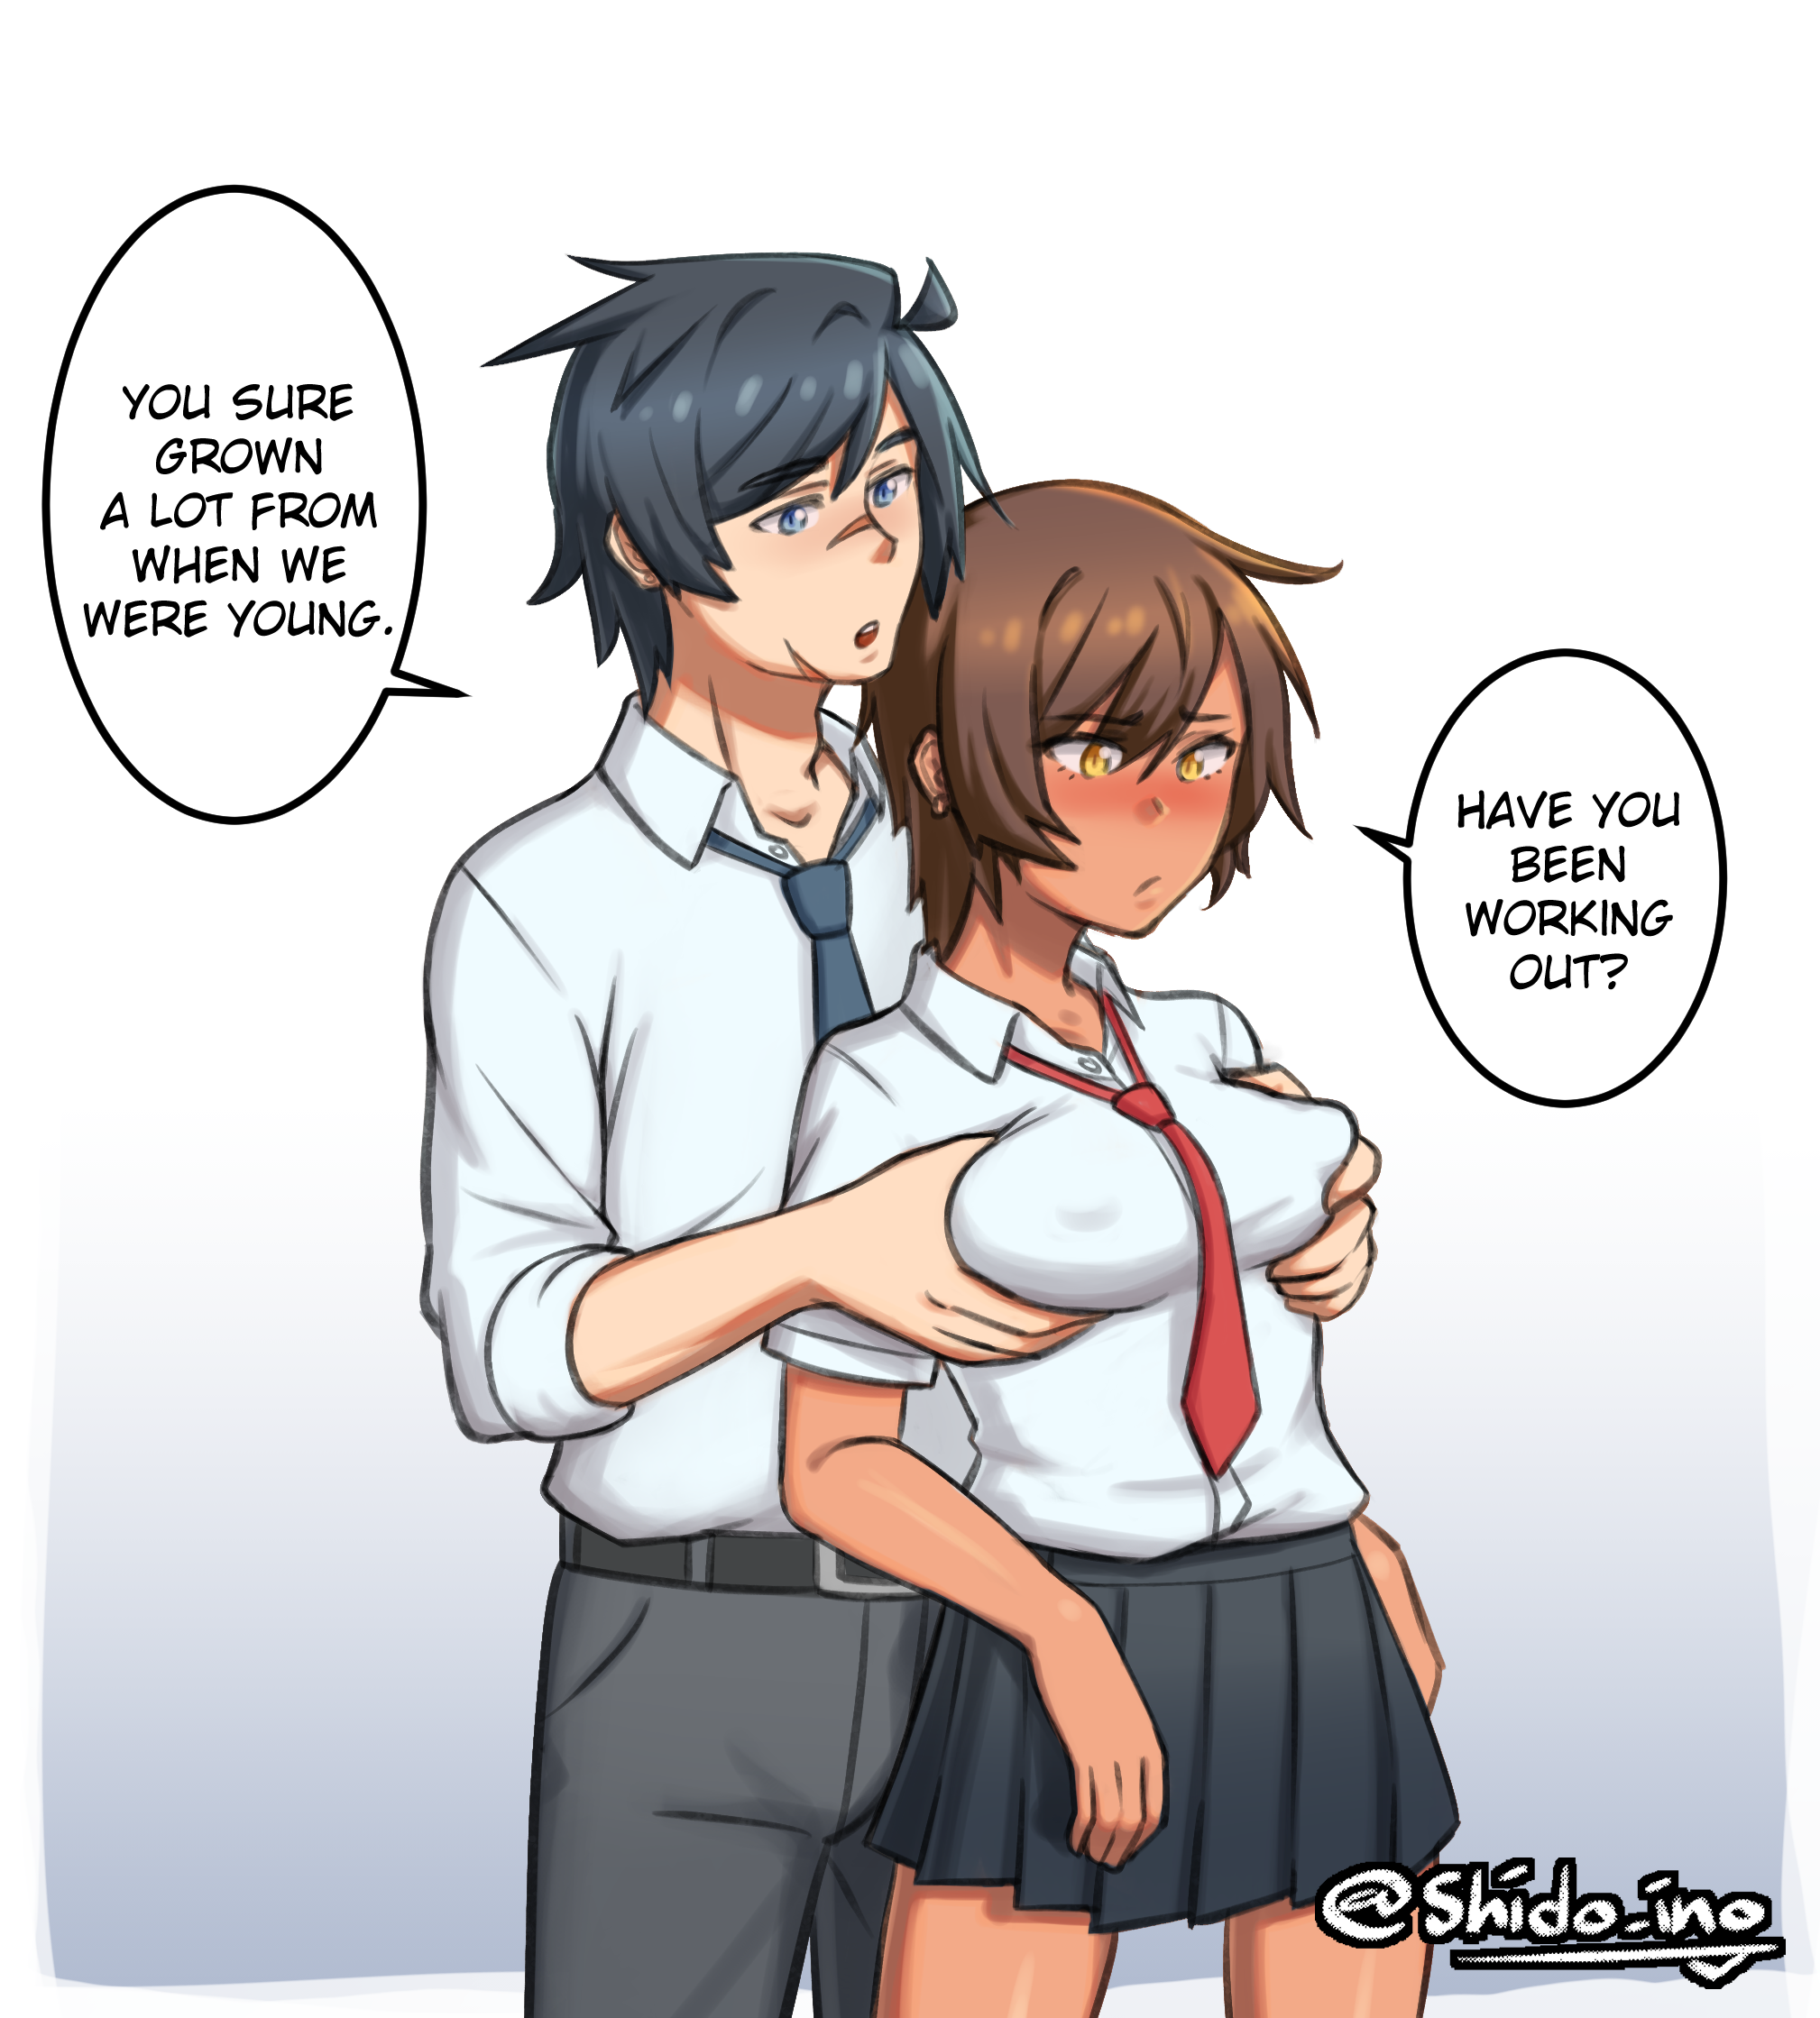 YOU SURE
GROWN
A LOT FROM
WHEN WE
WERE YOUNG.
HAVE YOU
BEEN
WORKING
OUT?
@Shido_ino